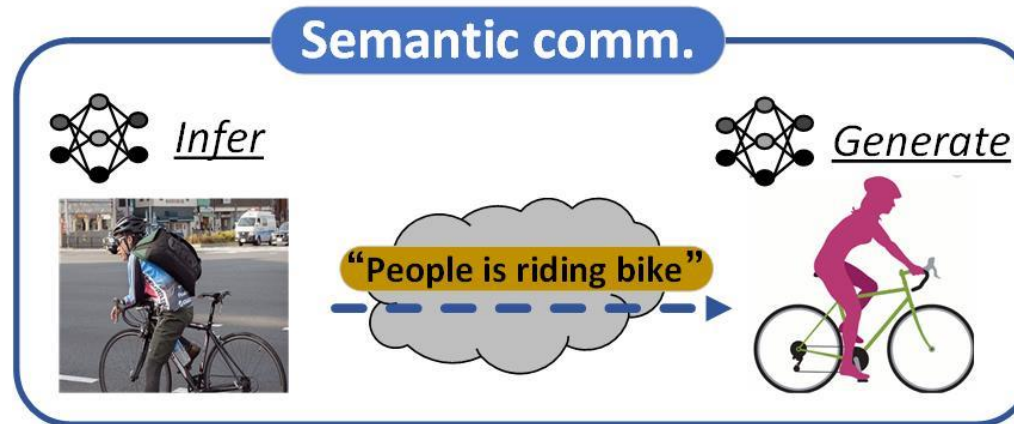 Semantic comm.
Infer
Generate
“People is riding bike”